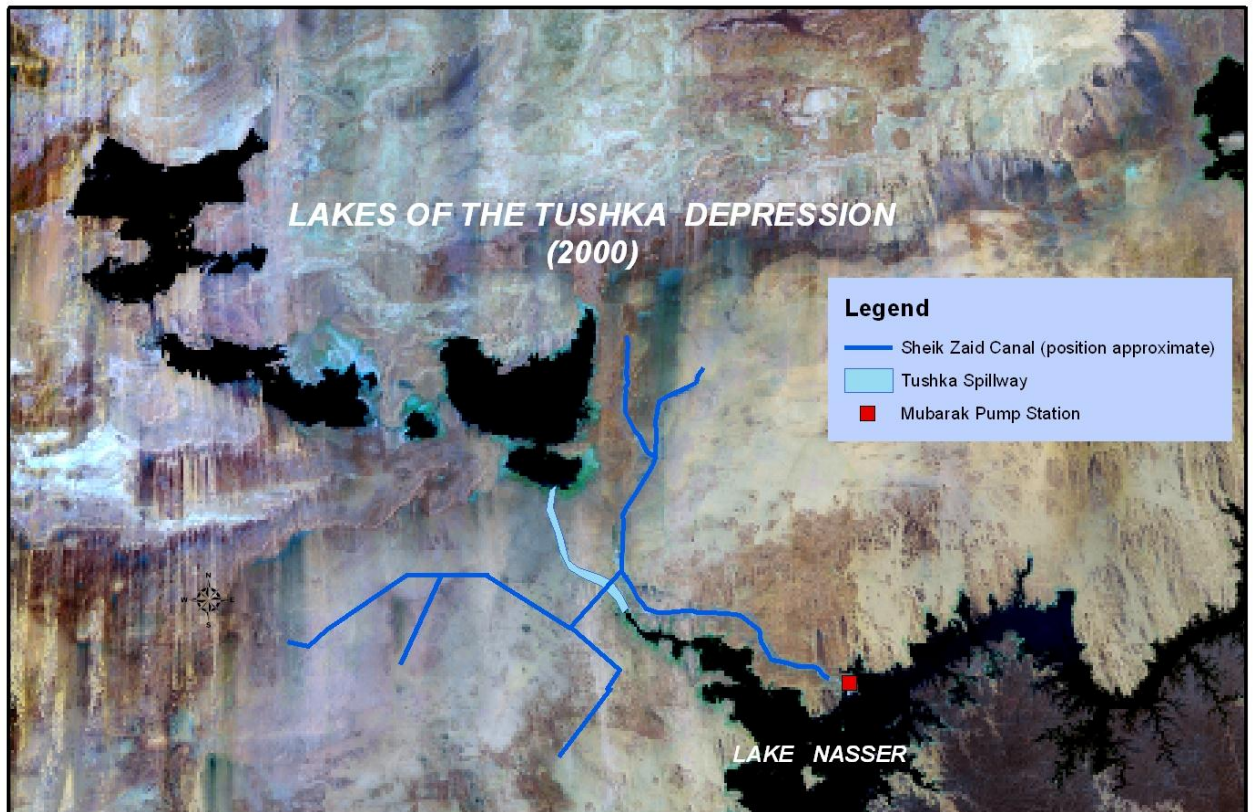 LAKES OF THE TUSHKA DEPRESSION
(2000)
Legend
Sheik Zaid Canal (position approximate)
Tushka Spillway
Mubarak Pump Station
N
W E
S
LAKE NASSER